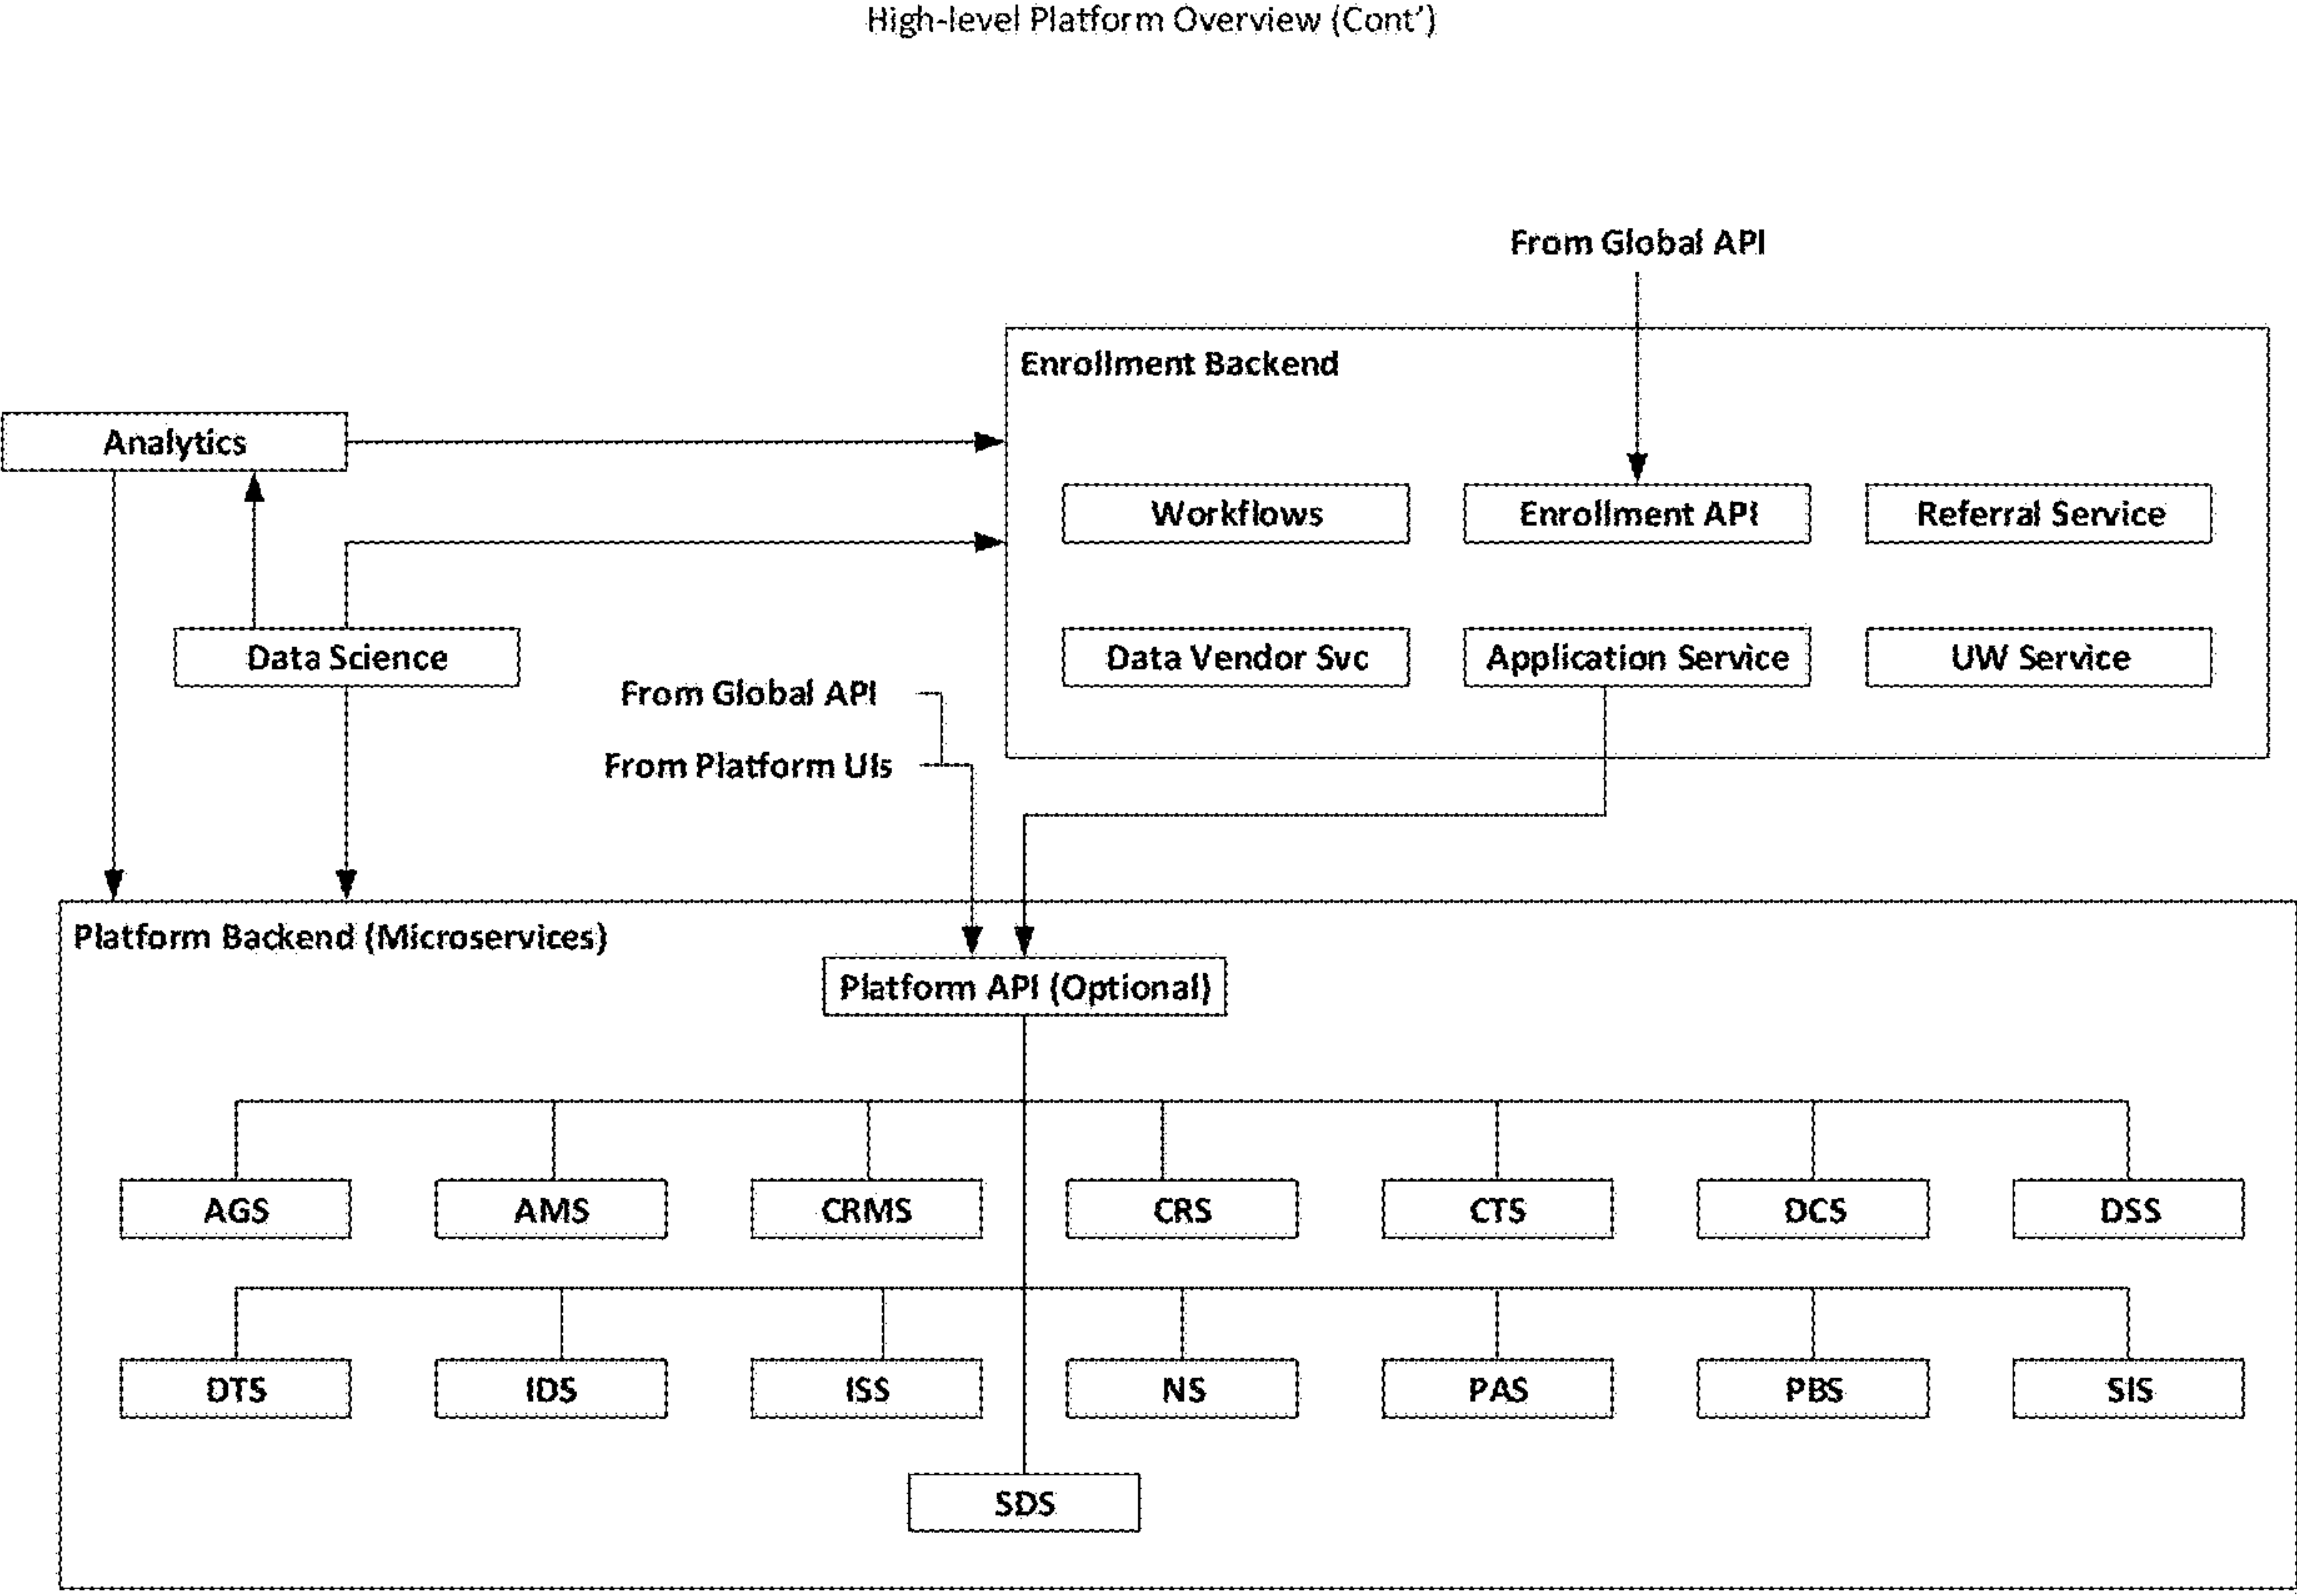 High-level Platform Overview (Cont')
From Global API
Enrollment Backend
Analytics
Workflows
Enrollment API
Referral Service
Data Science
Data Vendor Svc
Application Service
UW Service
From Global API
From Platform UIs
Platform Backend (Microservices)
Platform API (Optional)
AGS
AMS
CRMS
CRS
CTS
DCS
DSS
DTS
IDS
ISS
NS
PAS
PBS
SIS
SDS